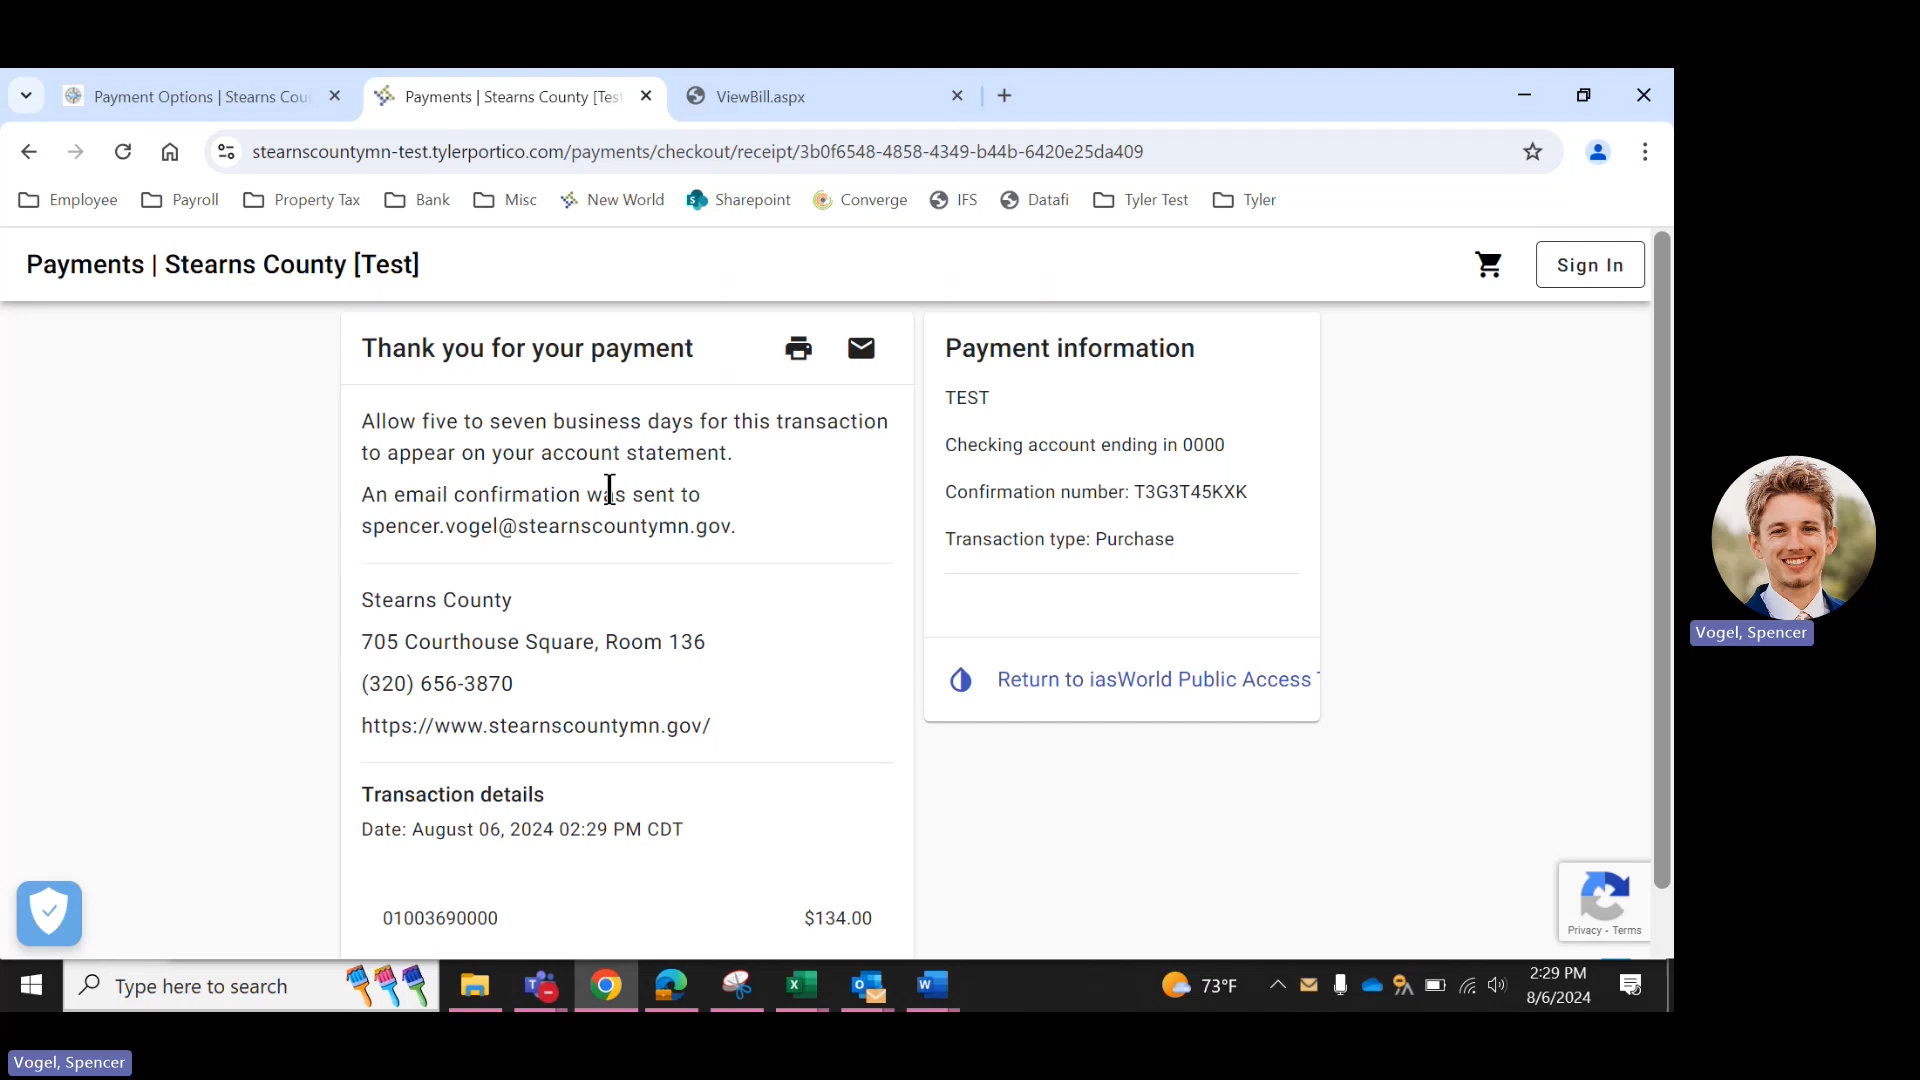 Payment Options | Stearns Cou
Payments | Stearns County [Test
ViewBill.aspx
stearnscountymn-test.tylerportico.com/payments/checkout/receipt/3b0f6548-4858-4349-b44b-6420e25da409
Employee
Payroll
Property Tax
Bank
Misc
New World
Sharepoint
Converge
IFS
Datafi
Tyler Test
Tyler
Payments | Stearns County [Test]
Sign In
Thank you for your payment
Allow five to seven business days for this transaction
to appear on your account statement.
An email confirmation was sent to
spencer.vogel@stearnscountymn.gov.
Stearns County
705 Courthouse Square, Room 136
(320) 656-3870
https://www.stearnscountymn.gov/
Transaction details
Date: August 06, 2024 02:29 PM CDT
01003690000 $134.00
Payment information
TEST
Checking account ending in 0000
Confirmation number: T3G3T45KXK
Transaction type: Purchase
Return to iasWorld Public Access
Privacy - Terms
Vogel, Spencer
Type here to search
73°F
2:29 PM
8/6/2024
Vogel, Spencer